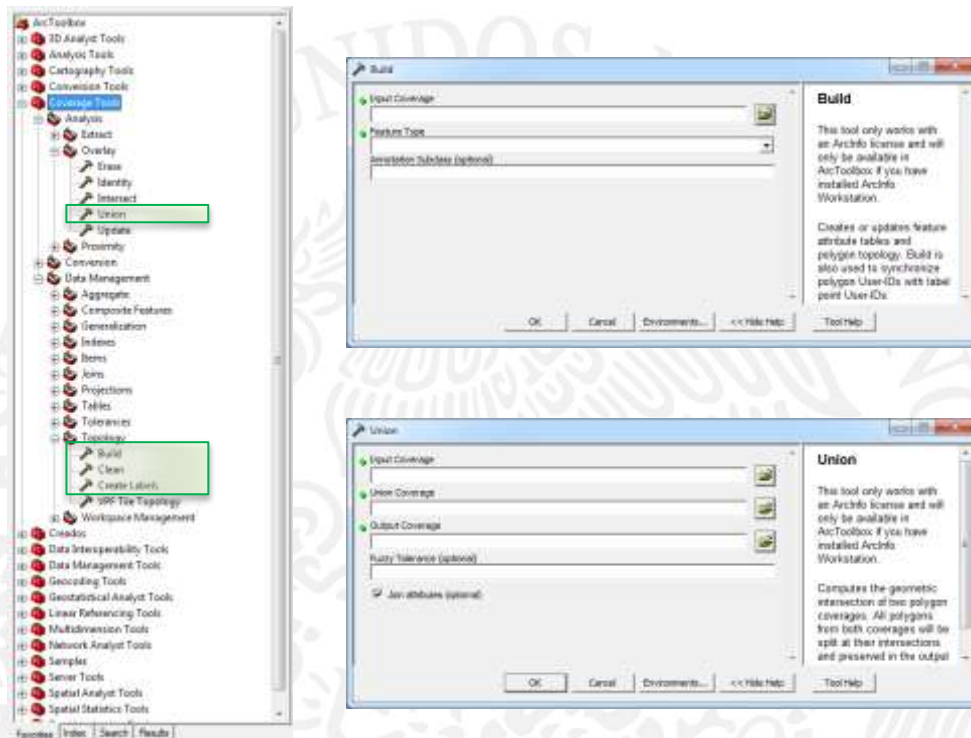 ArcToolbox
3D Analyst Tools
Analysis Tools
Cartography Tools
Conversion Tools
Coverage Tools
Analysis
Extract
Overlay
Erase
Identity
Intersect
Union
Update
Proximity
Conversion
Data Management
Aggregate
Composite Features
Generalization
Indexes
Items
Joins
Projections
Tables
Tolerances
Topology
Build
Clean
Create Labels
VPF Tile Topology
Workspace Management
Creados
Data Interoperability Tools
Data Management Tools
Geocoding Tools
Geostatistical Analyst Tools
Linear Referencing Tools
Multidimension Tools
Network Analyst Tools
Samples
Server Tools
Spatial Analyst Tools
Spatial Statistics Tools
Favorites Index Search Results
Build
Input Coverage
Feature Type
Annotation Subclass (optional)
OK Cancel Environments... << Hide Help
Build
This tool only works with
an ArcInfo license and will
only be available in
ArcToolbox if you have
installed ArcInfo
Workstation.
Creates or updates feature
attribute tables and
polygon topology. Build is
also used to synchronize
polygon User-IDs with label
point User-IDs.
Tool Help
Union
Input Coverage
Union Coverage
Output Coverage
Fuzzy Tolerance (optional)
Join attributes (optional)
OK Cancel Environments... << Hide Help
Union
This tool only works with
an ArcInfo license and will
only be available in
ArcToolbox if you have
installed ArcInfo
Workstation.
Computes the geometric
intersection of two polygon
coverages. All polygons
from both coverages will be
split at their intersections
and preserved in the output
Tool Help